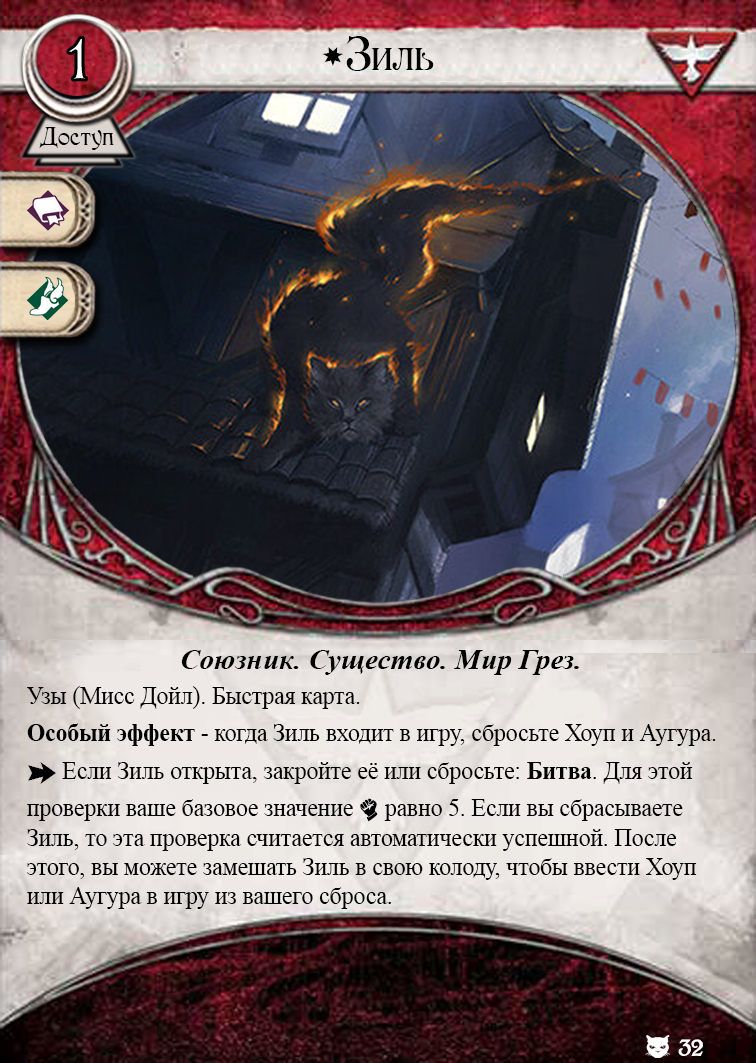 1
Зиль
Доступ
Союзник. Существо. Мир Грез.
Узы (Мисс Дойл). Быстрая карта.
Особый эффект - когда Зиль входит в игру, сбросьте Хоуп и Аугура.
Если Зиль открыта, закройте её или сбросьте: Битва. Для этой
проверки ваше базовое значение равно 5. Если вы сбрасываете
Зиль, то эта проверка считается автоматически успешной. После
этого, вы можете замешать Зиль в свою колоду, чтобы ввести Хоуп
или Аугура в игру из вашего сброса.
32